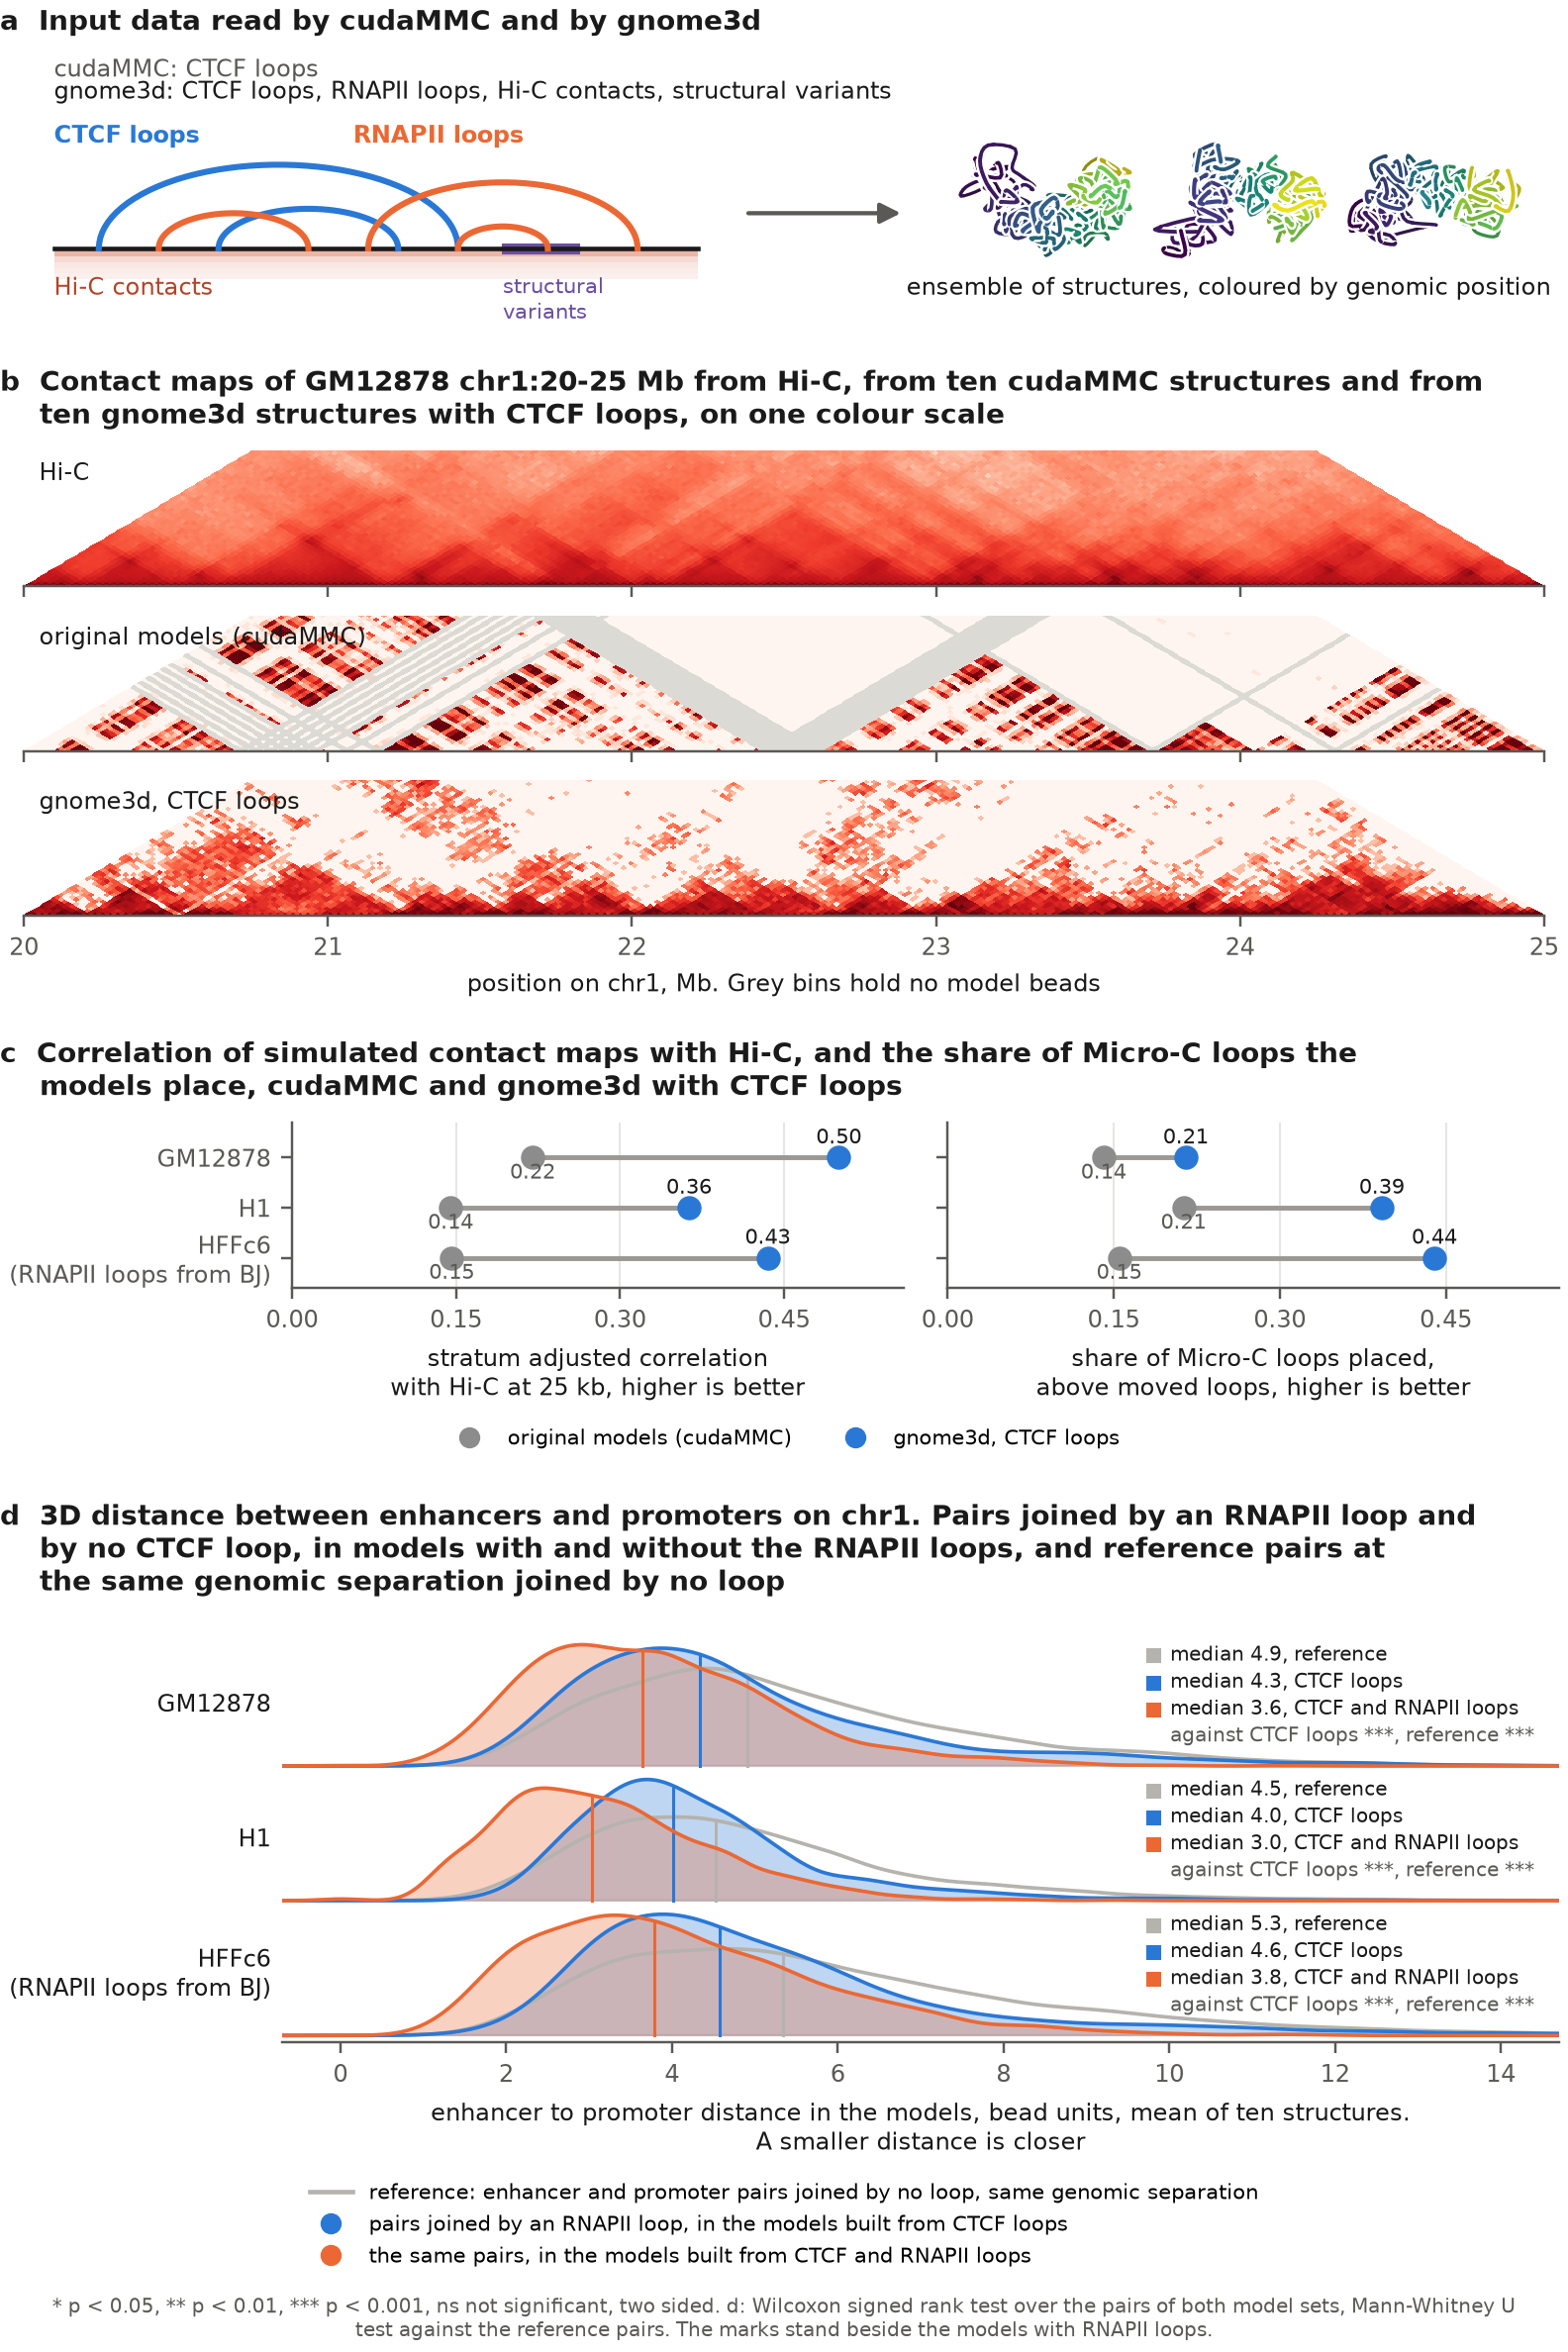 a Input data read by cudaMMC and by gnome3d
cudaMMC: CTCF loops
gnome3d: CTCF loops, RNAPII loops, Hi-C contacts, structural variants
CTCF loops
RNAPII loops
Hi-C contacts
structural
variants
ensemble of structures, coloured by genomic position
b Contact maps of GM12878 chr1:20-25 Mb from Hi-C, from ten cudaMMC structures and from
ten gnome3d structures with CTCF loops, on one colour scale
Hi-C
original models (cudaMMC)
gnome3d, CTCF loops
20 21 22 23 24 25
position on chr1, Mb. Grey bins hold no model beads
c Correlation of simulated contact maps with Hi-C, and the share of Micro-C loops the
models place, cudaMMC and gnome3d with CTCF loops
GM12878
H1
HFFc6
(RNAPII loops from BJ)
0.50
0.22
0.36
0.14
0.43
0.15
0.00 0.15 0.30 0.45
stratum adjusted correlation
with Hi-C at 25 kb, higher is better
0.21
0.14
0.39
0.21
0.44
0.15
0.00 0.15 0.30 0.45
share of Micro-C loops placed,
above moved loops, higher is better
original models (cudaMMC)
gnome3d, CTCF loops
d 3D distance between enhancers and promoters on chr1. Pairs joined by an RNAPII loop and
by no CTCF loop, in models with and without the RNAPII loops, and reference pairs at
the same genomic separation joined by no loop
GM12878
median 4.9, reference
median 4.3, CTCF loops
median 3.6, CTCF and RNAPII loops
against CTCF loops ***, reference ***
H1
median 4.5, reference
median 4.0, CTCF loops
median 3.0, CTCF and RNAPII loops
against CTCF loops ***, reference ***
HFFc6
(RNAPII loops from BJ)
median 5.3, reference
median 4.6, CTCF loops
median 3.8, CTCF and RNAPII loops
against CTCF loops ***, reference ***
0 2 4 6 8 10 12 14
enhancer to promoter distance in the models, bead units, mean of ten structures.
A smaller distance is closer
reference: enhancer and promoter pairs joined by no loop, same genomic separation
pairs joined by an RNAPII loop, in the models built from CTCF loops
the same pairs, in the models built from CTCF and RNAPII loops
* p < 0.05, ** p < 0.01, *** p < 0.001, ns not significant, two sided. d: Wilcoxon signed rank test over the pairs of both model sets, Mann-Whitney U
test against the reference pairs. The marks stand beside the models with RNAPII loops.